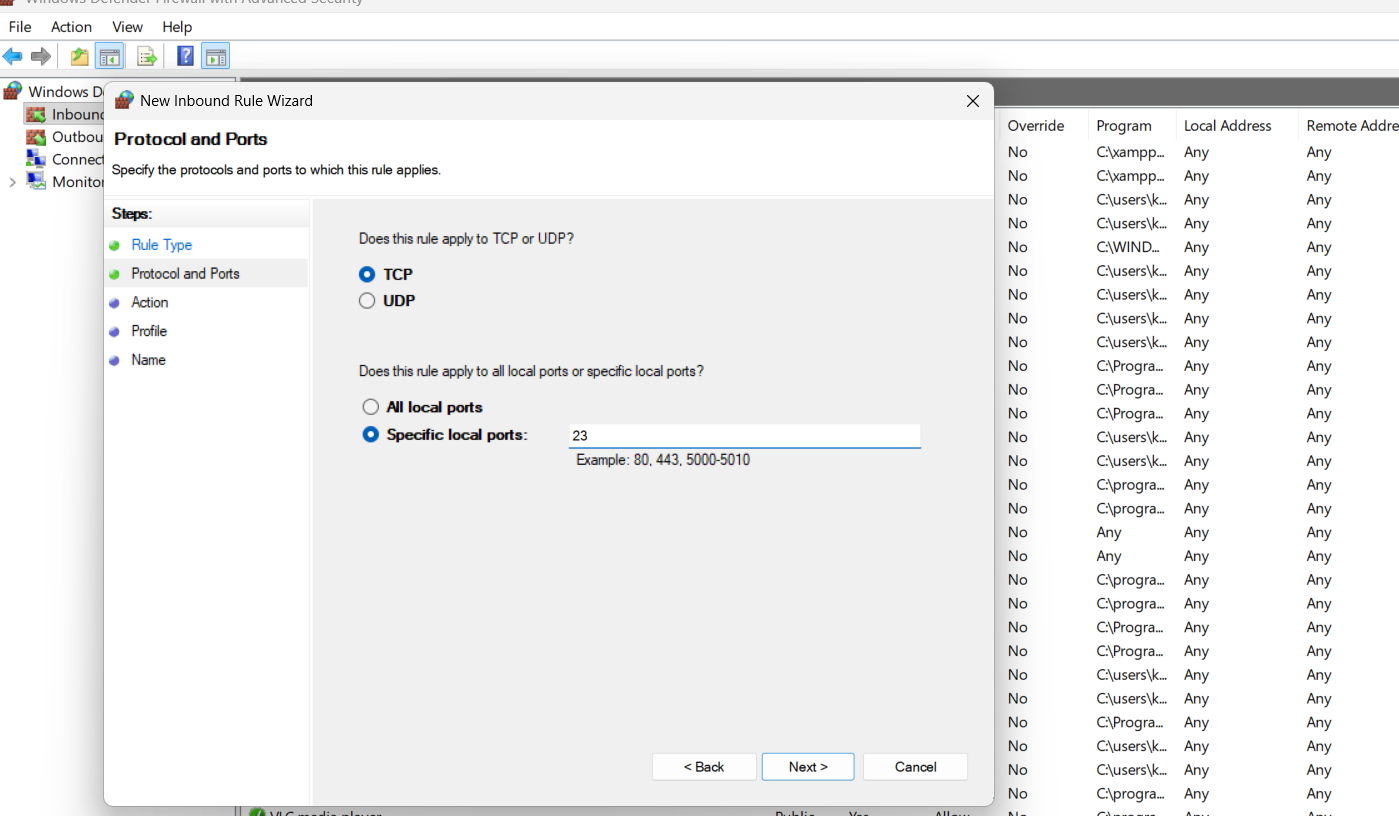 Windows Defender Firewall with Advanced Security
File Action View Help
Windows D
Inbound
Outbou
Connect
Monitor
New Inbound Rule Wizard
Protocol and Ports
Specify the protocols and ports to which this rule applies.
Steps:
Rule Type
Protocol and Ports
Action
Profile
Name
Does this rule apply to TCP or UDP?
TCP
UDP
Does this rule apply to all local ports or specific local ports?
All local ports
Specific local ports: 23
Example: 80, 443, 5000-5010
< Back Next > Cancel
Override Program Local Address Remote Addre
No C:\xampp... Any Any
No C:\xampp... Any Any
No C:\users\k... Any Any
No C:\users\k... Any Any
No C:\WIND... Any Any
No C:\users\k... Any Any
No C:\users\k... Any Any
No C:\users\k... Any Any
No C:\users\k... Any Any
No C:\Progra... Any Any
No C:\Progra... Any Any
No C:\Progra... Any Any
No C:\users\k... Any Any
No C:\users\k... Any Any
No C:\progra... Any Any
No C:\progra... Any Any
No Any Any Any
No Any Any Any
No C:\progra... Any Any
No C:\progra... Any Any
No C:\Progra... Any Any
No C:\Progra... Any Any
No C:\users\k... Any Any
No C:\users\k... Any Any
No C:\Progra... Any Any
No C:\users\k... Any Any
No C:\users\k... Any Any
No C:\progra... Any Any
VLC media player Public Yes Allow No C:\progra... Any Any